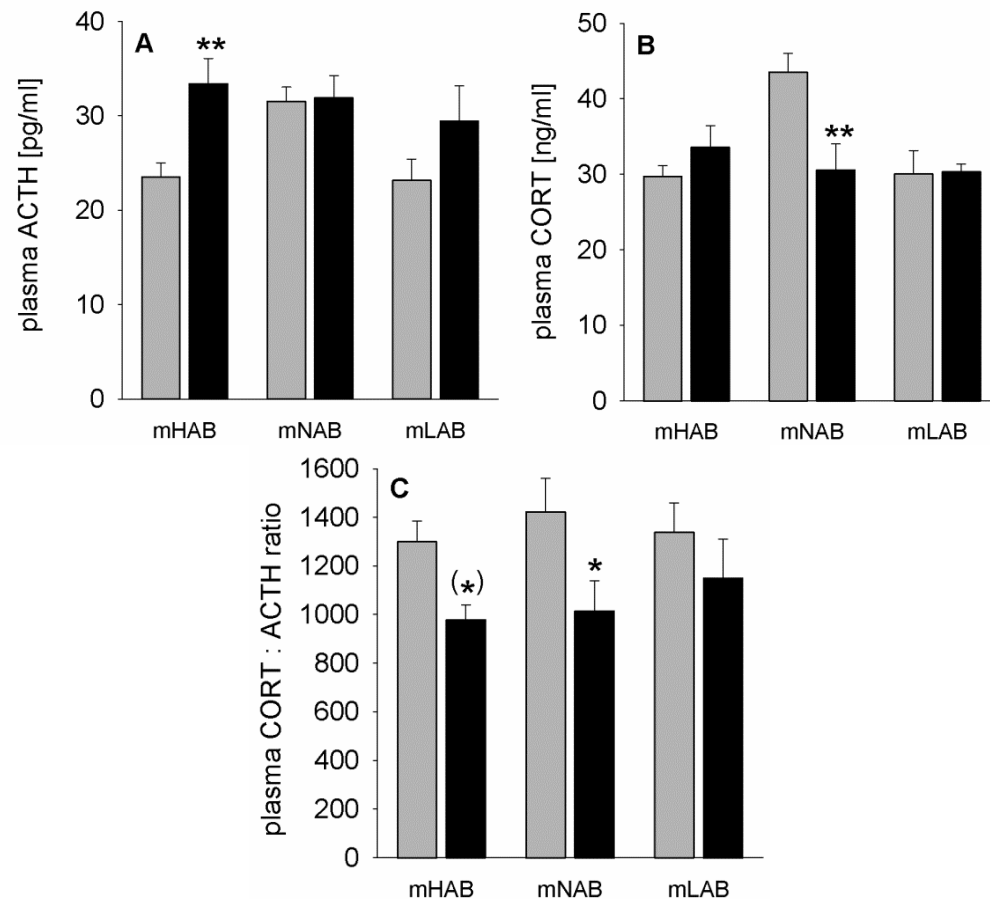 A
plasma ACTH [pg/ml]
40
30
20
10
0
**
mHAB mNAB mLAB
B
plasma CORT [ng/ml]
50
40
30
20
10
0
**
mHAB mNAB mLAB
C
plasma CORT : ACTH ratio
1600
1400
1200
1000
800
600
400
200
0
(*) *
mHAB mNAB mLAB